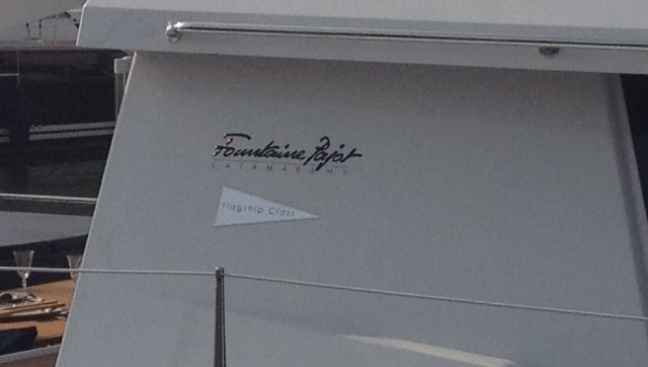 Fountaine Pajot
CATAMARANS
Flagship Class